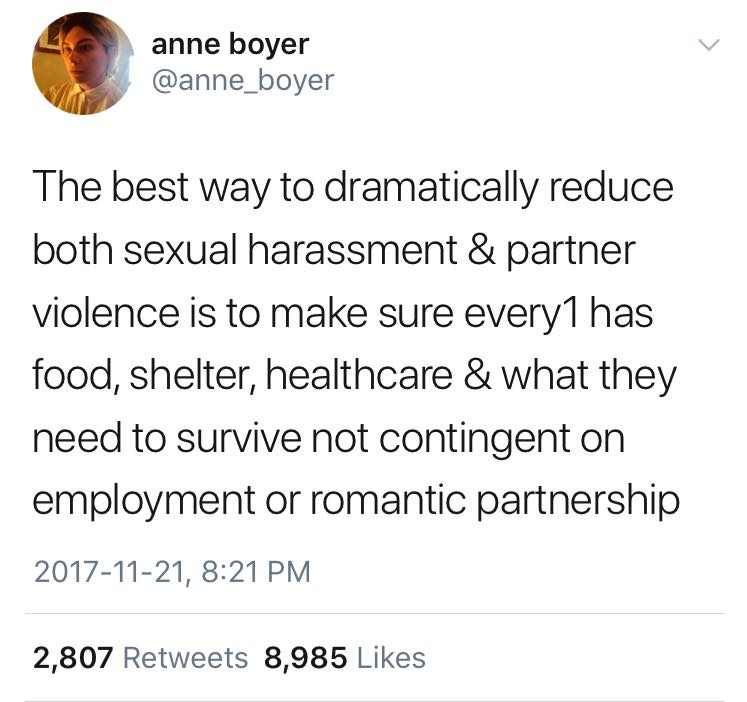 anne boyer
@anne_boyer
The best way to dramatically reduce
both sexual harassment & partner
violence is to make sure every1 has
food, shelter, healthcare & what they
need to survive not contingent on
employment or romantic partnership
2017-11-21, 8:21 PM
2,807 Retweets 8,985 Likes